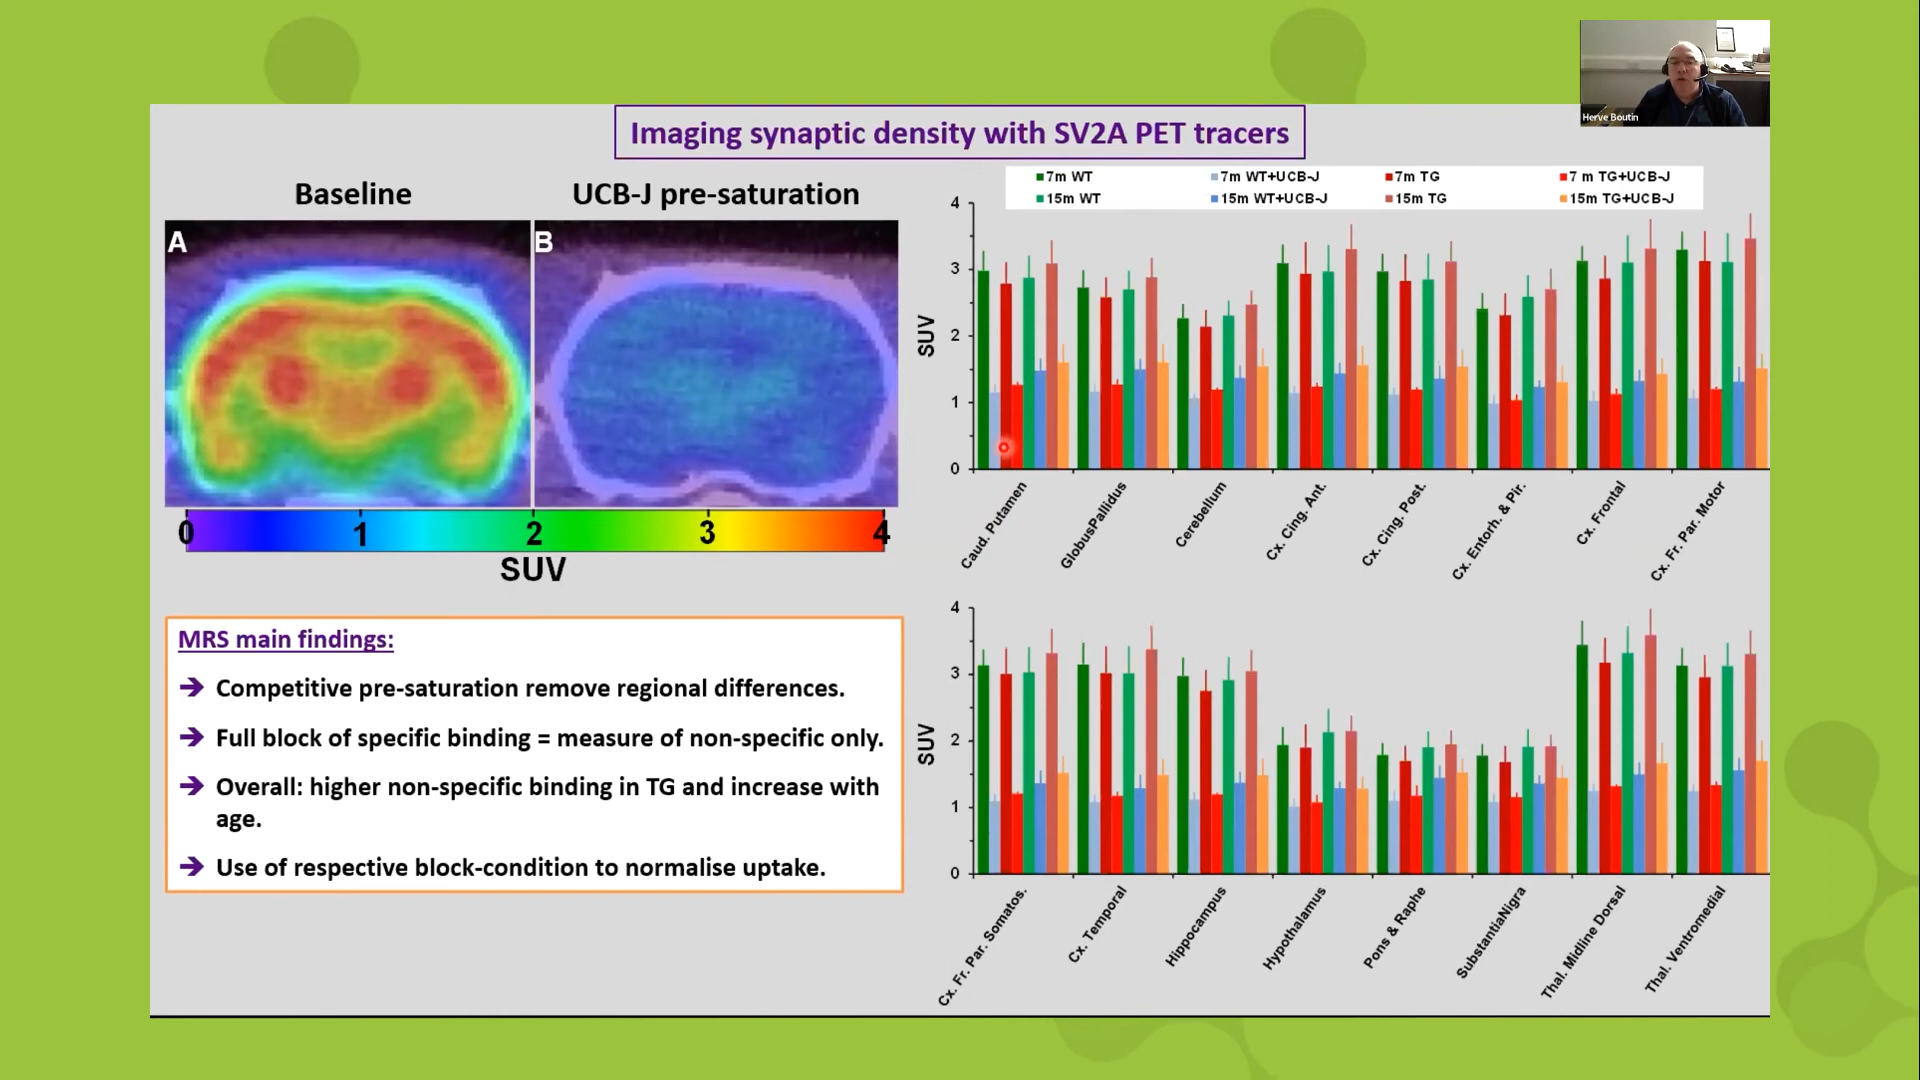 Herve Boutin
Imaging synaptic density with SV2A PET tracers
Baseline
UCB-J pre-saturation
A
B
0 1 2 3 4
SUV
MRS main findings:
➔ Competitive pre-saturation remove regional differences.
➔ Full block of specific binding = measure of non-specific only.
➔ Overall: higher non-specific binding in TG and increase with
age.
➔ Use of respective block-condition to normalise uptake.
7m WT 7m WT+UCB-J 7m TG 7 m TG+UCB-J
15m WT 15m WT+UCB-J 15m TG 15m TG+UCB-J
4
3
2
1
0
SUV
Caud. Putamen
GlobusPallidus
Cerebellum
Cx. Cing. Ant.
Cx. Cing. Post.
Cx. Entorh. & Pir.
Cx. Frontal
Cx. Fr. Par. Motor
4
3
2
1
0
SUV
Cx. Fr. Par. Somatos.
Cx. Temporal
Hippocampus
Hypothalamus
Pons & Raphe
SubstantiaNigra
Thal. Midline Dorsal
Thal. Ventromedial